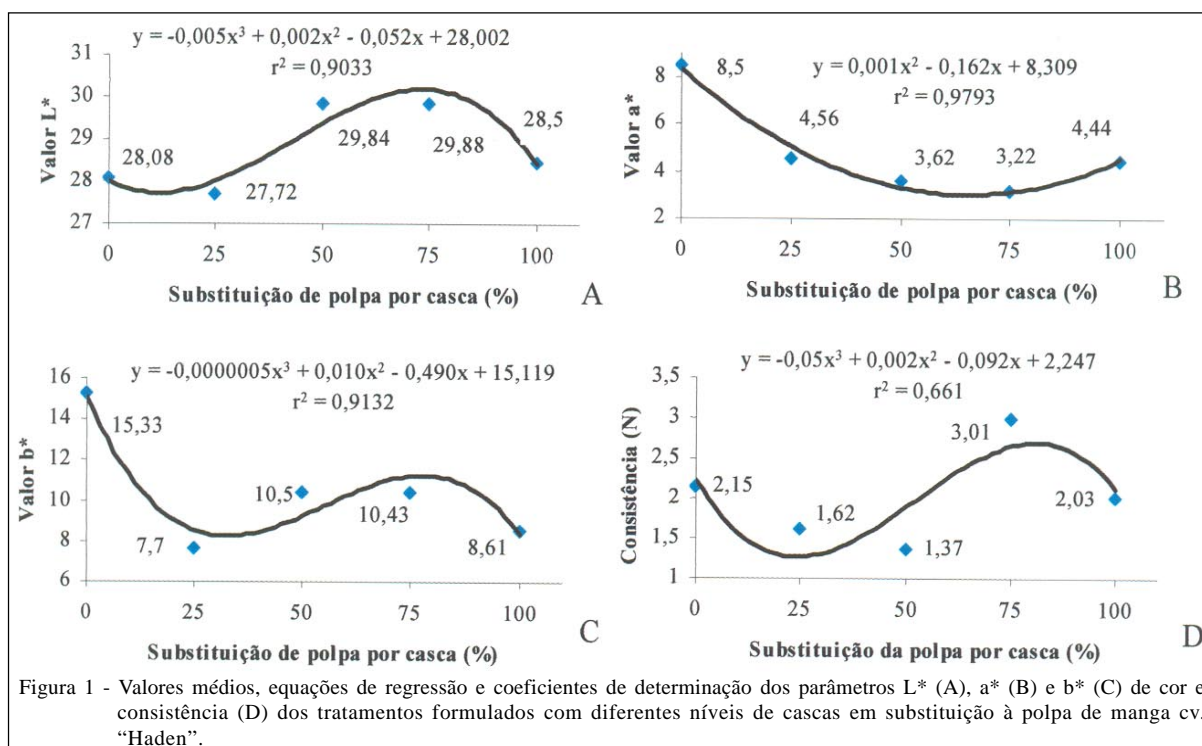 y = -0,005x³ + 0,002x² - 0,052x + 28,002
r² = 0,9033
31
30
29
28
27
Valor L*
28,08
27,72
29,84
29,88
28,5
0 25 50 75 100
Substituição de polpa por casca (%)
A
y = 0,001x² - 0,162x + 8,309
r² = 0,9793
8
6
4
2
Valor a*
8,5
4,56
3,62
3,22
4,44
0 25 50 75 100
Substituição de polpa por casca (%)
B
y = -0,0000005x³ + 0,010x² - 0,490x + 15,119
r² = 0,9132
16
14
12
10
8
6
Valor b*
15,33
7,7
10,5
10,43
8,61
0 25 50 75 100
Substituição de polpa por casca (%)
C
y = -0,05x³ + 0,002x² - 0,092x + 2,247
r² = 0,661
3,5
3
2,5
2
1,5
1
Consistência (N)
2,15
1,62
1,37
3,01
2,03
0 25 50 75 100
Substituição da polpa por casca (%)
D
Figura 1 - Valores médios, equações de regressão e coeficientes de determinação dos parâmetros L* (A), a* (B) e b* (C) de cor e
consistência (D) dos tratamentos formulados com diferentes níveis de cascas em substituição à polpa de manga cv.
“Haden”.